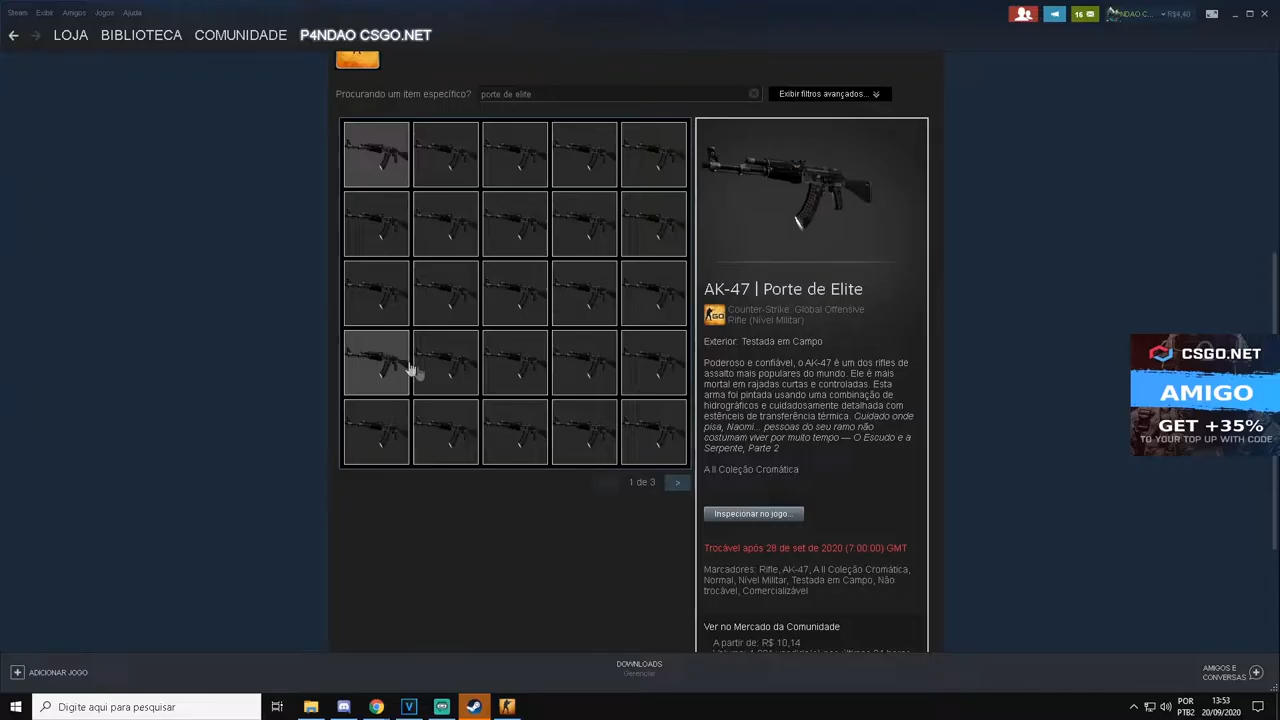 Steam Exibir Amigos Jogos Ajuda
16
P4NDAO C... R$4,40
LOJA BIBLIOTECA COMUNIDADE P4NDAO CSGO.NET
Procurando um item específico? porte de elite Exibir filtros avançados...
AK-47 | Porte de Elite
GO
Counter-Strike: Global Offensive
Rifle (Nível Militar)
Exterior: Testada em Campo
Poderoso e confiável, o AK-47 é um dos rifles de
assalto mais populares do mundo. Ele é mais
mortal em rajadas curtas e controladas. Esta
arma foi pintada usando uma combinação de
hidrográficos e cuidadosamente detalhada com
estênceis de transferência térmica. Cuidado onde
pisa, Naomi... pessoas do seu ramo não
costumam viver por muito tempo — O Escudo e a
Serpente, Parte 2
A II Coleção Cromática
1 de 3 >
Inspecionar no jogo...
Trocável após 28 de set de 2020 (7:00:00) GMT
Marcadores: Rifle, AK-47, A II Coleção Cromática,
Normal, Nível Militar, Testada em Campo, Não
trocável, Comercializável
Ver no Mercado da Comunidade
A partir de: R$ 10,14
CSGO.NET
AMIGO
GET +35%
TO YOUR TOP UP WITH CODE
ADICIONAR JOGO
DOWNLOADS
Gerenciar
AMIGOS E
CONVERSAS
Digite aqui para pesquisar
POR
PTB2
13:53
20/09/2020